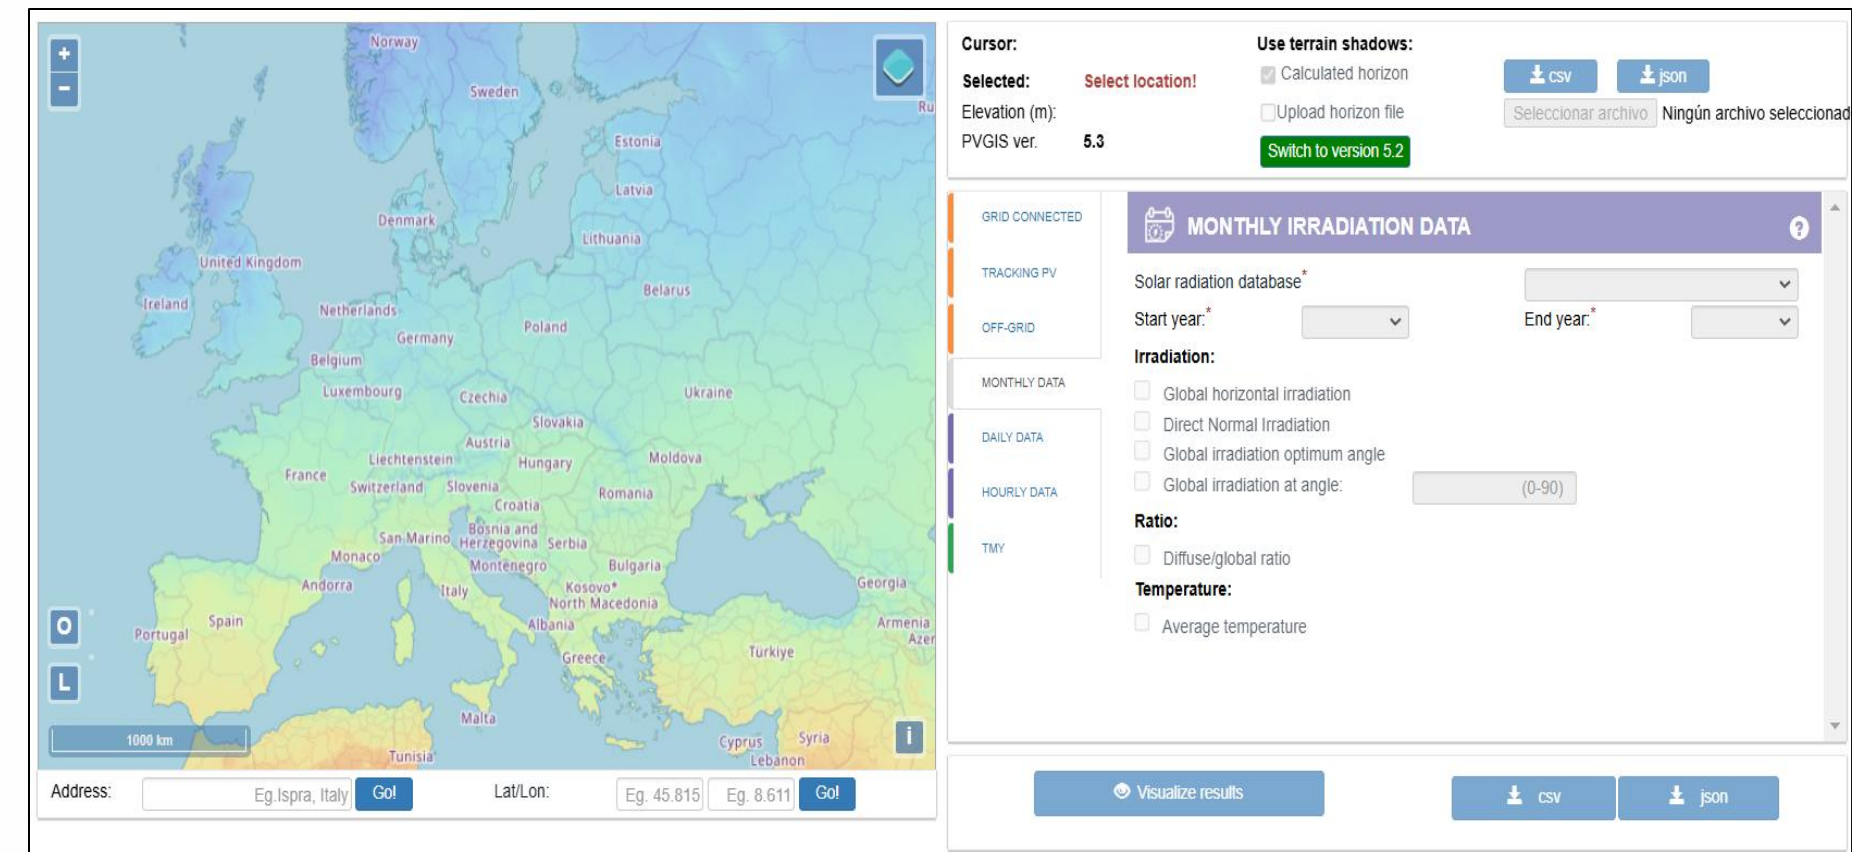 +
-
Norway
Sweden
Ru
Estonia
Latvia
Denmark
Lithuania
United Kingdom
Ireland
Belarus
Netherlands
Poland
Germany
Belgium
Luxembourg
Czechia
Ukraine
Slovakia
Austria
Liechtenstein
Hungary
Moldova
France
Switzerland
Slovenia
Romania
Croatia
San Marino
Bosnia and
Herzegovina
Serbia
Monaco
Montenegro
Bulgaria
Andorra
Italy
Kosovo*
Georgia
North Macedonia
Spain
Portugal
Albania
Armenia
Azer
Greece
Türkiye
O
L
Malta
1000 km
Tunisia
Cyprus
Syria
Lebanon
i
Address:
Eg.Ispra, Italy
Go!
Lat/Lon:
Eg. 45.815
Eg. 8.611
Go!
Cursor:
Selected: Select location!
Elevation (m):
PVGIS ver. 5.3
Use terrain shadows:
Calculated horizon
Upload horizon file
Switch to version 5.2
csv
json
Seleccionar archivo Ningún archivo seleccionad
GRID CONNECTED
TRACKING PV
OFF-GRID
MONTHLY DATA
DAILY DATA
HOURLY DATA
TMY
MONTHLY IRRADIATION DATA
?
Solar radiation database*
Start year:*
End year:*
Irradiation:
Global horizontal irradiation
Direct Normal Irradiation
Global irradiation optimum angle
Global irradiation at angle:
(0-90)
Ratio:
Diffuse/global ratio
Temperature:
Average temperature
Visualize results
csv
json